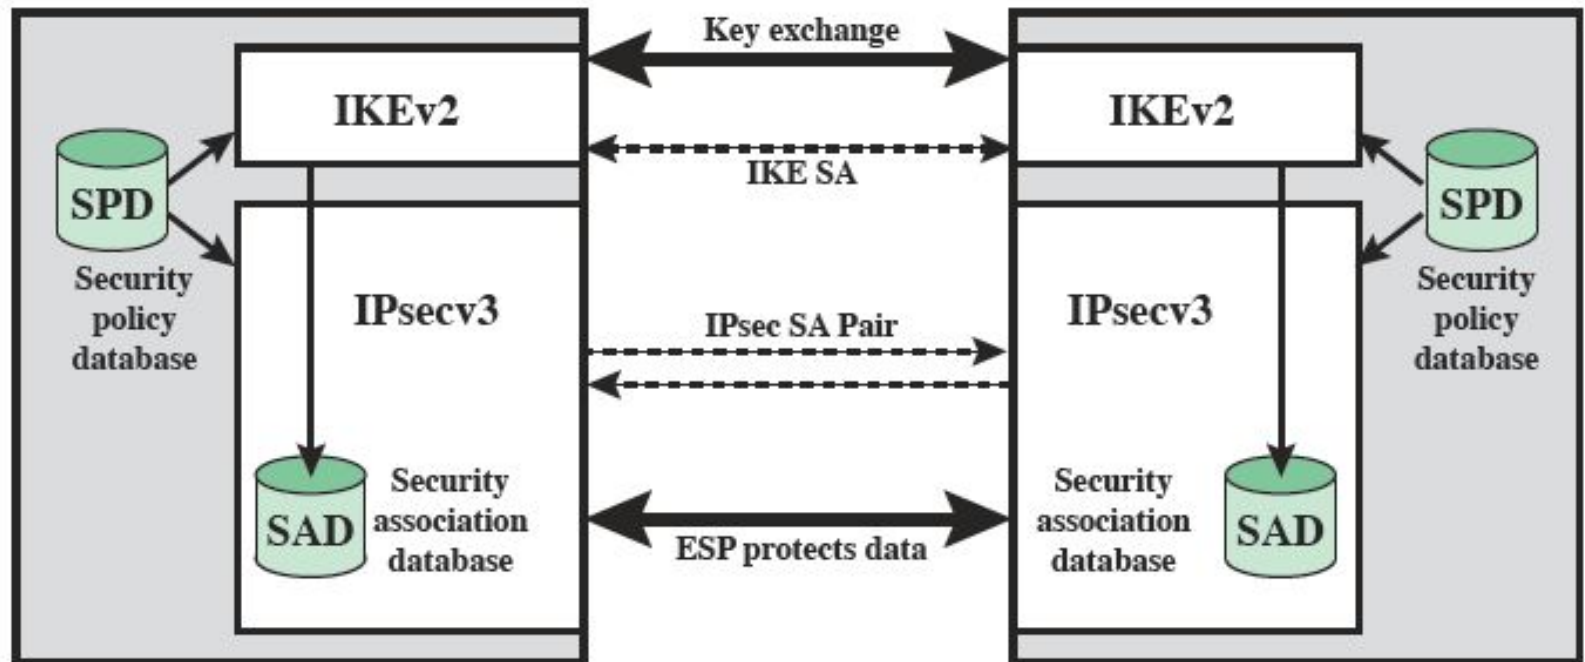 Key exchange
IKEv2
IKEv2
IKE SA
SPD
SPD
Security
policy
database
Security
policy
database
IPsecv3
IPsecv3
IPsec SA Pair
SAD
Security
association
database
Security
association
database
SAD
ESP protects data